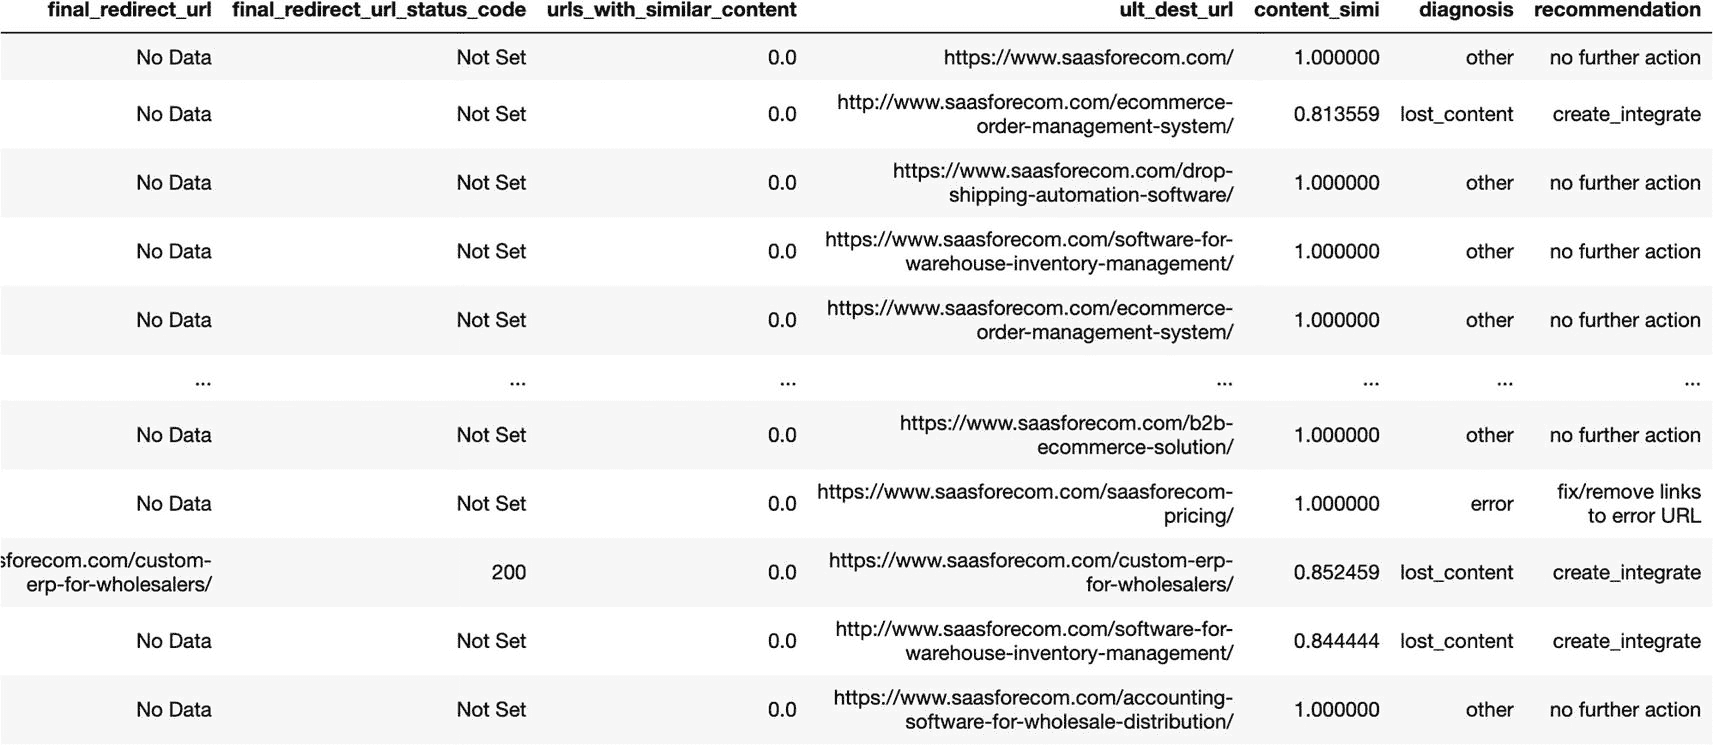 final_redirect_url final_redirect_url_status_code urls_with_similar_content ult_dest_url content_simi diagnosis recommendation
No Data Not Set 0.0 https://www.saasforecom.com/ 1.000000 other no further action
No Data Not Set 0.0 http://www.saasforecom.com/ecommerce- 0.813559 lost_content create_integrate
order-management-system/
No Data Not Set 0.0 https://www.saasforecom.com/drop- 1.000000 other no further action
shipping-automation-software/
No Data Not Set 0.0 https://www.saasforecom.com/software-for- 1.000000 other no further action
warehouse-inventory-management/
No Data Not Set 0.0 https://www.saasforecom.com/ecommerce- 1.000000 other no further action
order-management-system/
... ... ... ... ... ... ...
No Data Not Set 0.0 https://www.saasforecom.com/b2b- 1.000000 other no further action
ecommerce-solution/
No Data Not Set 0.0 https://www.saasforecom.com/saasforecom- 1.000000 error fix/remove links
pricing/ to error URL
sforecom.com/custom- 200 0.0 https://www.saasforecom.com/custom-erp- 0.852459 lost_content create_integrate
erp-for-wholesalers/ for-wholesalers/
No Data Not Set 0.0 http://www.saasforecom.com/software-for- 0.844444 lost_content create_integrate
warehouse-inventory-management/
No Data Not Set 0.0 https://www.saasforecom.com/accounting- 1.000000 other no further action
software-for-wholesale-distribution/